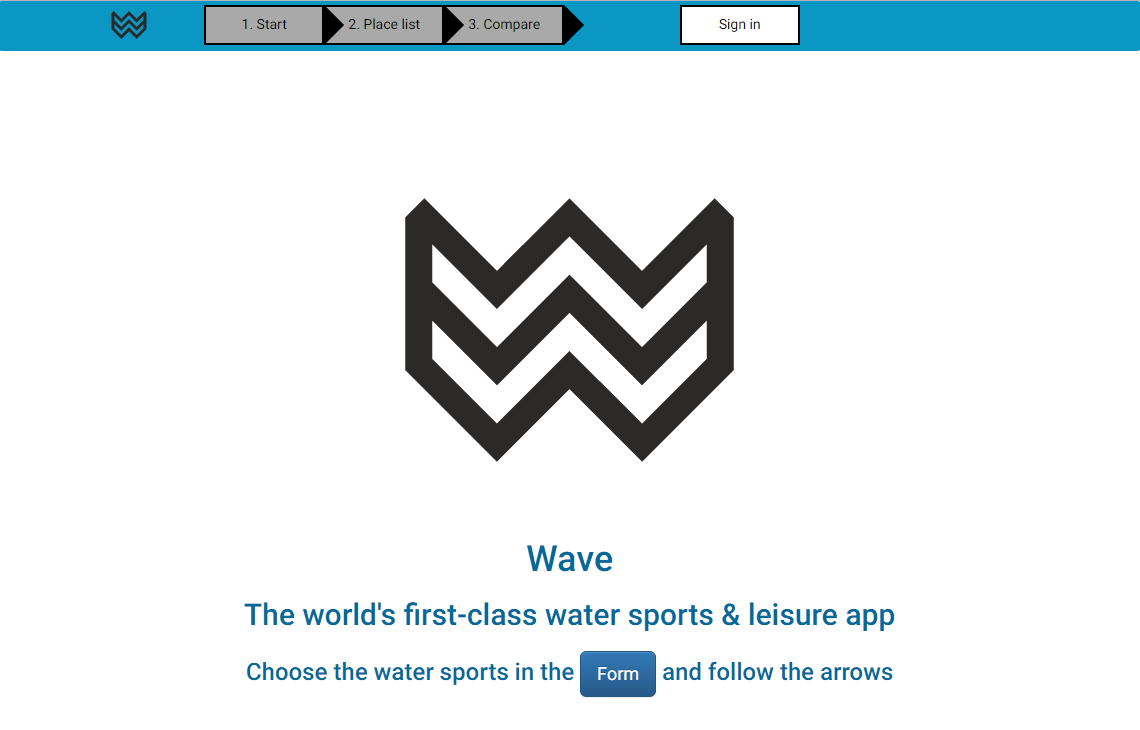 1. Start 2. Place list 3. Compare Sign in
Wave
The world's first-class water sports & leisure app
Choose the water sports in the Form and follow the arrows